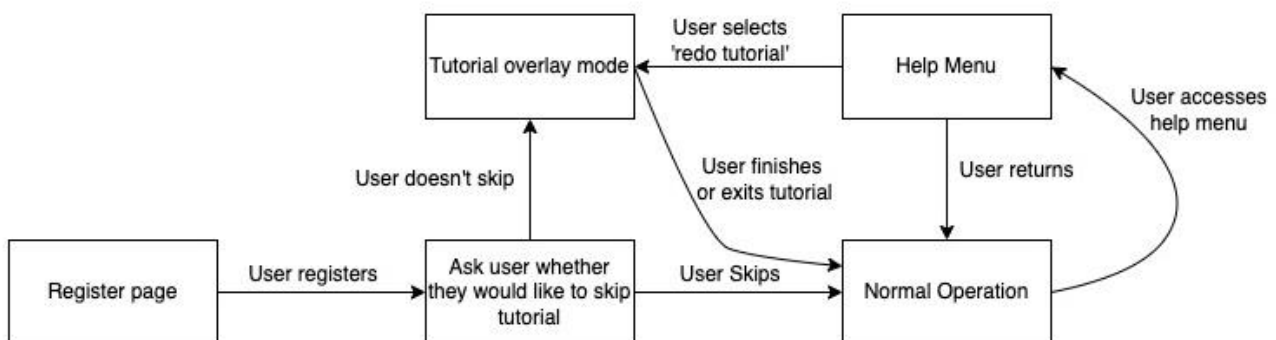 User selects
'redo tutorial'
Tutorial overlay mode
Help Menu
User accesses
help menu
User doesn't skip
User finishes
or exits tutorial
User returns
Register page
User registers
Ask user whether
they would like to skip
tutorial
User Skips
Normal Operation